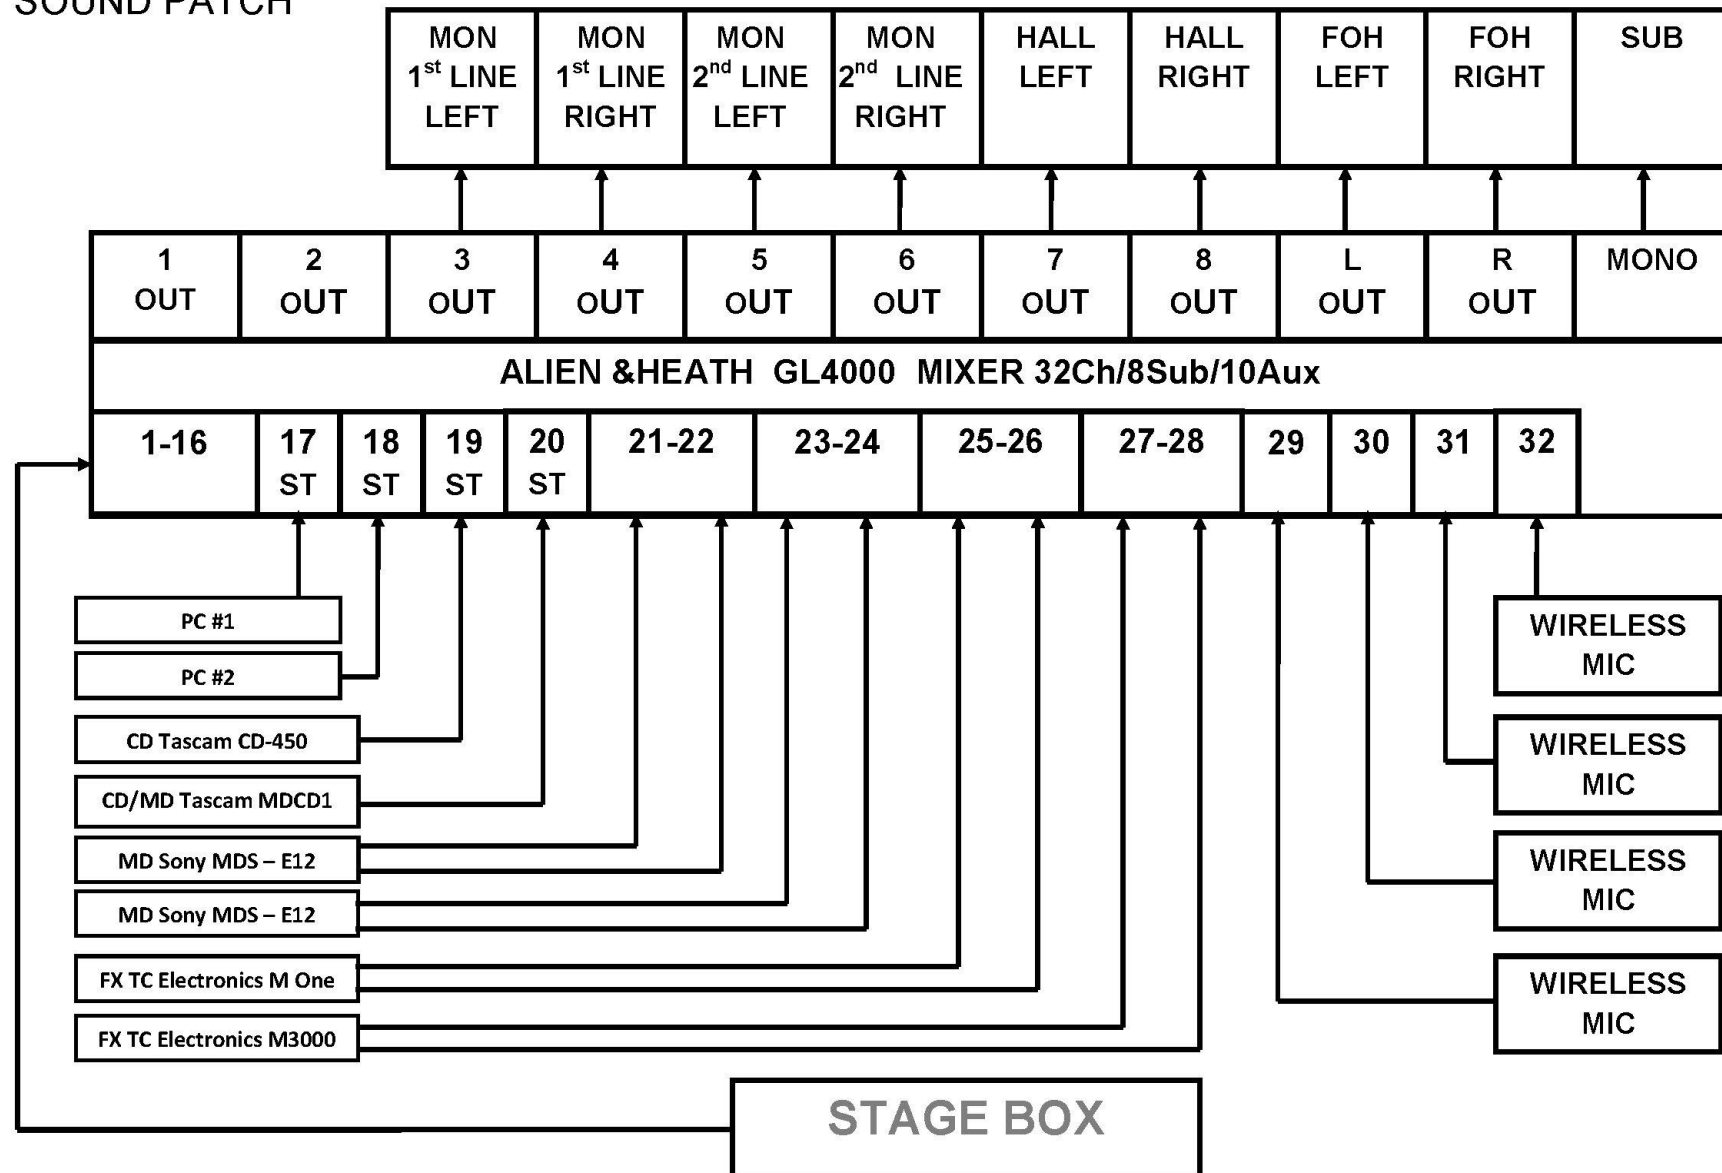 SOUND PATCH
MON
1st LINE
LEFT
MON
1st LINE
RIGHT
MON
2nd LINE
LEFT
MON
2nd LINE
RIGHT
HALL
LEFT
HALL
RIGHT
FOH
LEFT
FOH
RIGHT
SUB
1
OUT
2
OUT
3
OUT
4
OUT
5
OUT
6
OUT
7
OUT
8
OUT
L
OUT
R
OUT
MONO
ALIEN &HEATH GL4000 MIXER 32Ch/8Sub/10Aux
1-16
17
ST
18
ST
19
ST
20
ST
21-22
23-24
25-26
27-28
29
30
31
32
PC #1
PC #2
CD Tascam CD-450
CD/MD Tascam MDCD1
MD Sony MDS – E12
MD Sony MDS – E12
FX TC Electronics M One
FX TC Electronics M3000
WIRELESS
MIC
WIRELESS
MIC
WIRELESS
MIC
WIRELESS
MIC
STAGE BOX